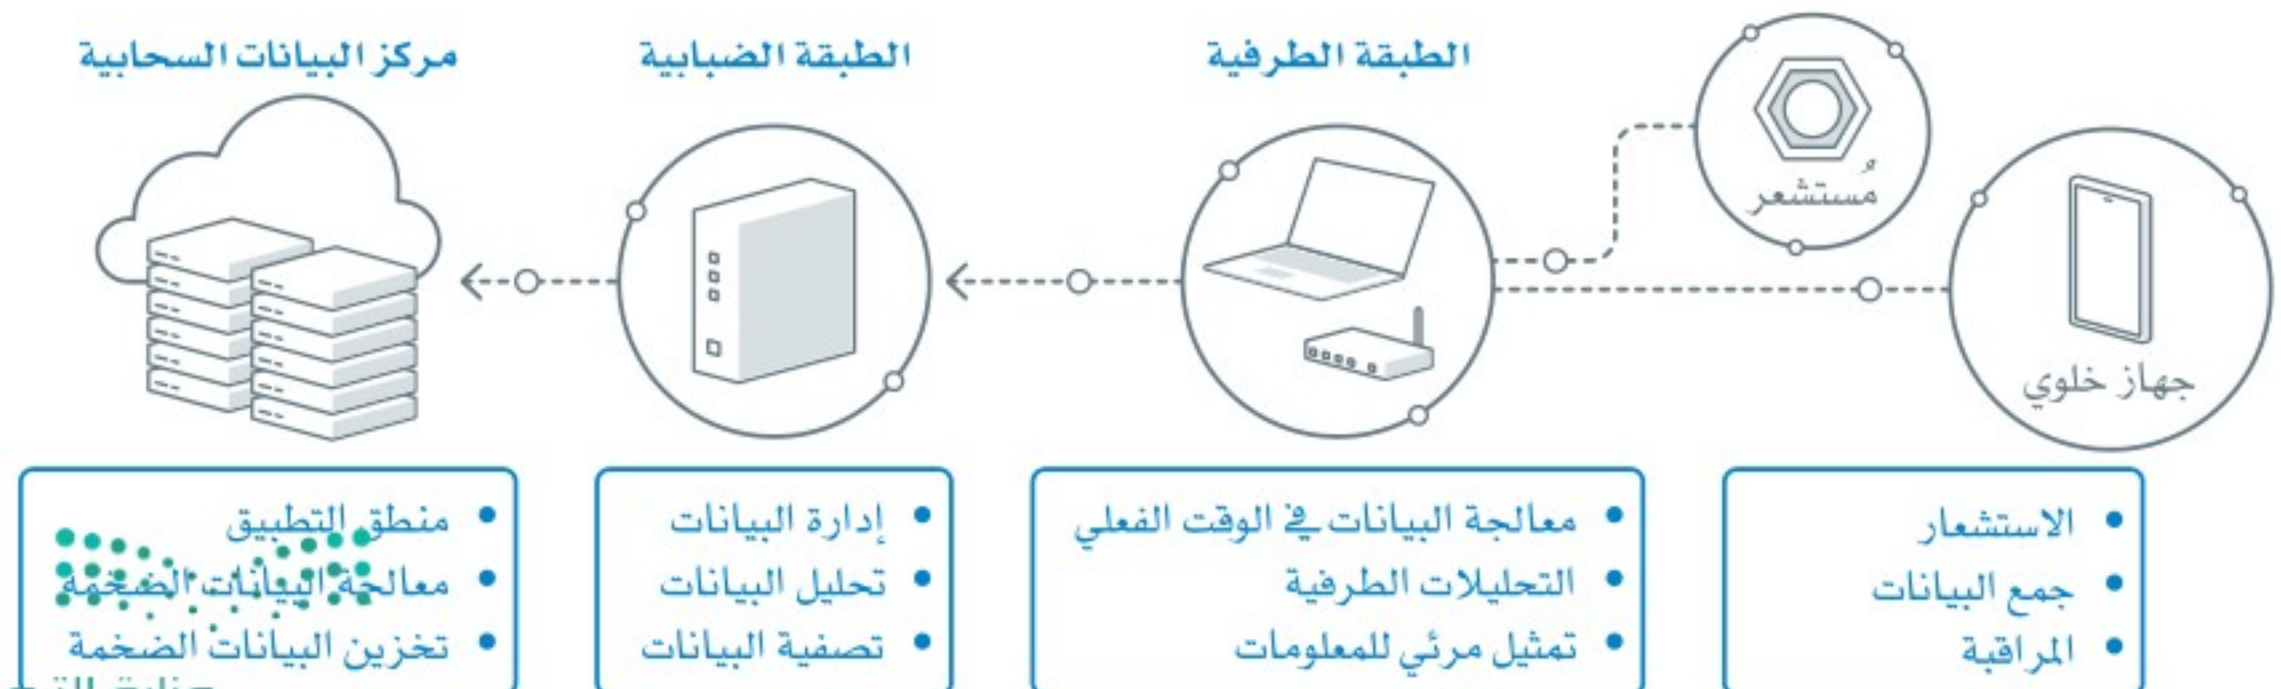 مركز البيانات السحابية
الطبقة الضبابية
الطبقة الطرفية
مُستشعر
جهاز خلوي
• الاستشعار
• جمع البيانات
• المراقبة
• معالجة البيانات في الوقت الفعلي
• التحليلات الطرفية
• تمثيل مرئي للمعلومات
• إدارة البيانات
• تحليل البيانات
• تصفية البيانات
• منطق التطبيق
• معالجة البيانات الضخمة
• تخزين البيانات الضخمة